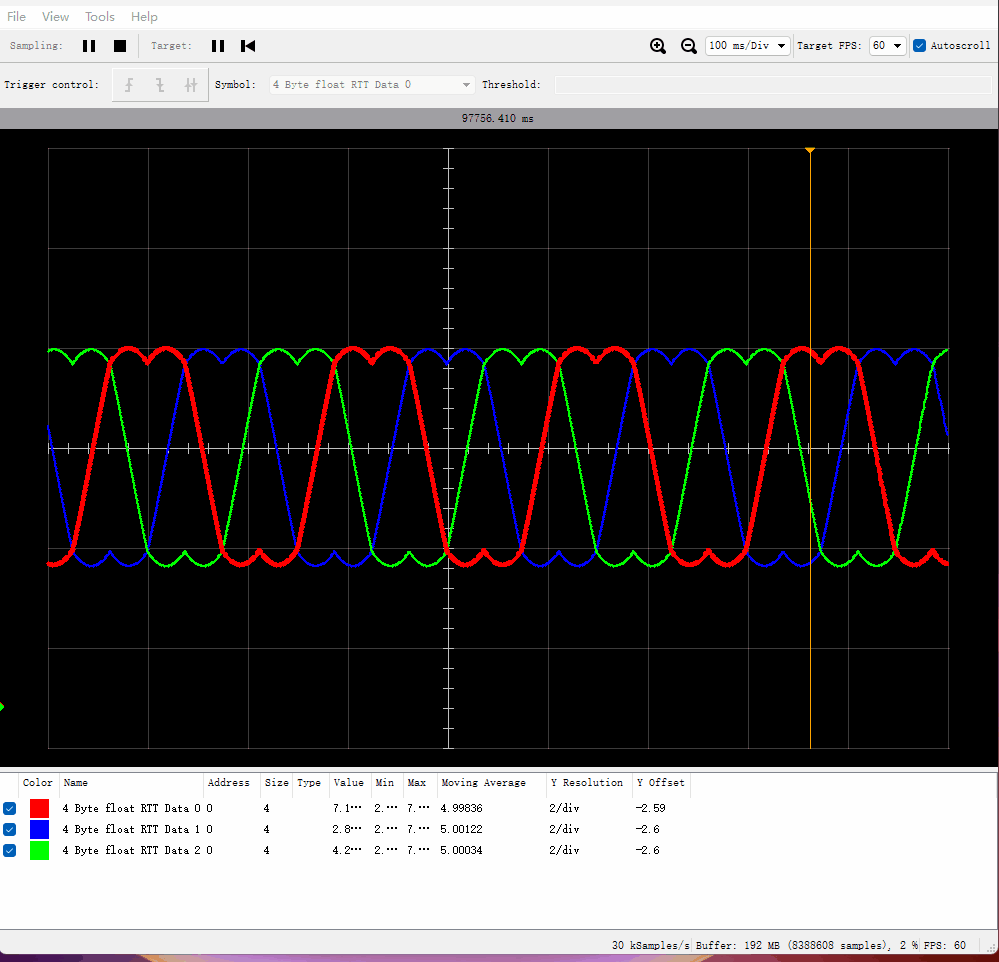 File View Tools Help
Sampling: Target: 100 ms/Div Target FPS: 60 Autoscroll
Trigger control: Symbol: 4 Byte float RTT Data 0 Threshold:
97756.410 ms
Color Name Address Size Type Value Min Max Moving Average Y Resolution Y Offset
4 Byte float RTT Data 0 0 4 7.1… 2.… 7.… 4.99836 2/div -2.59
4 Byte float RTT Data 1 0 4 2.8… 2.… 7.… 5.00122 2/div -2.6
4 Byte float RTT Data 2 0 4 4.2… 2.… 7.… 5.00034 2/div -2.6
30 kSamples/s Buffer: 192 MB (8388608 samples), 2 % FPS: 60